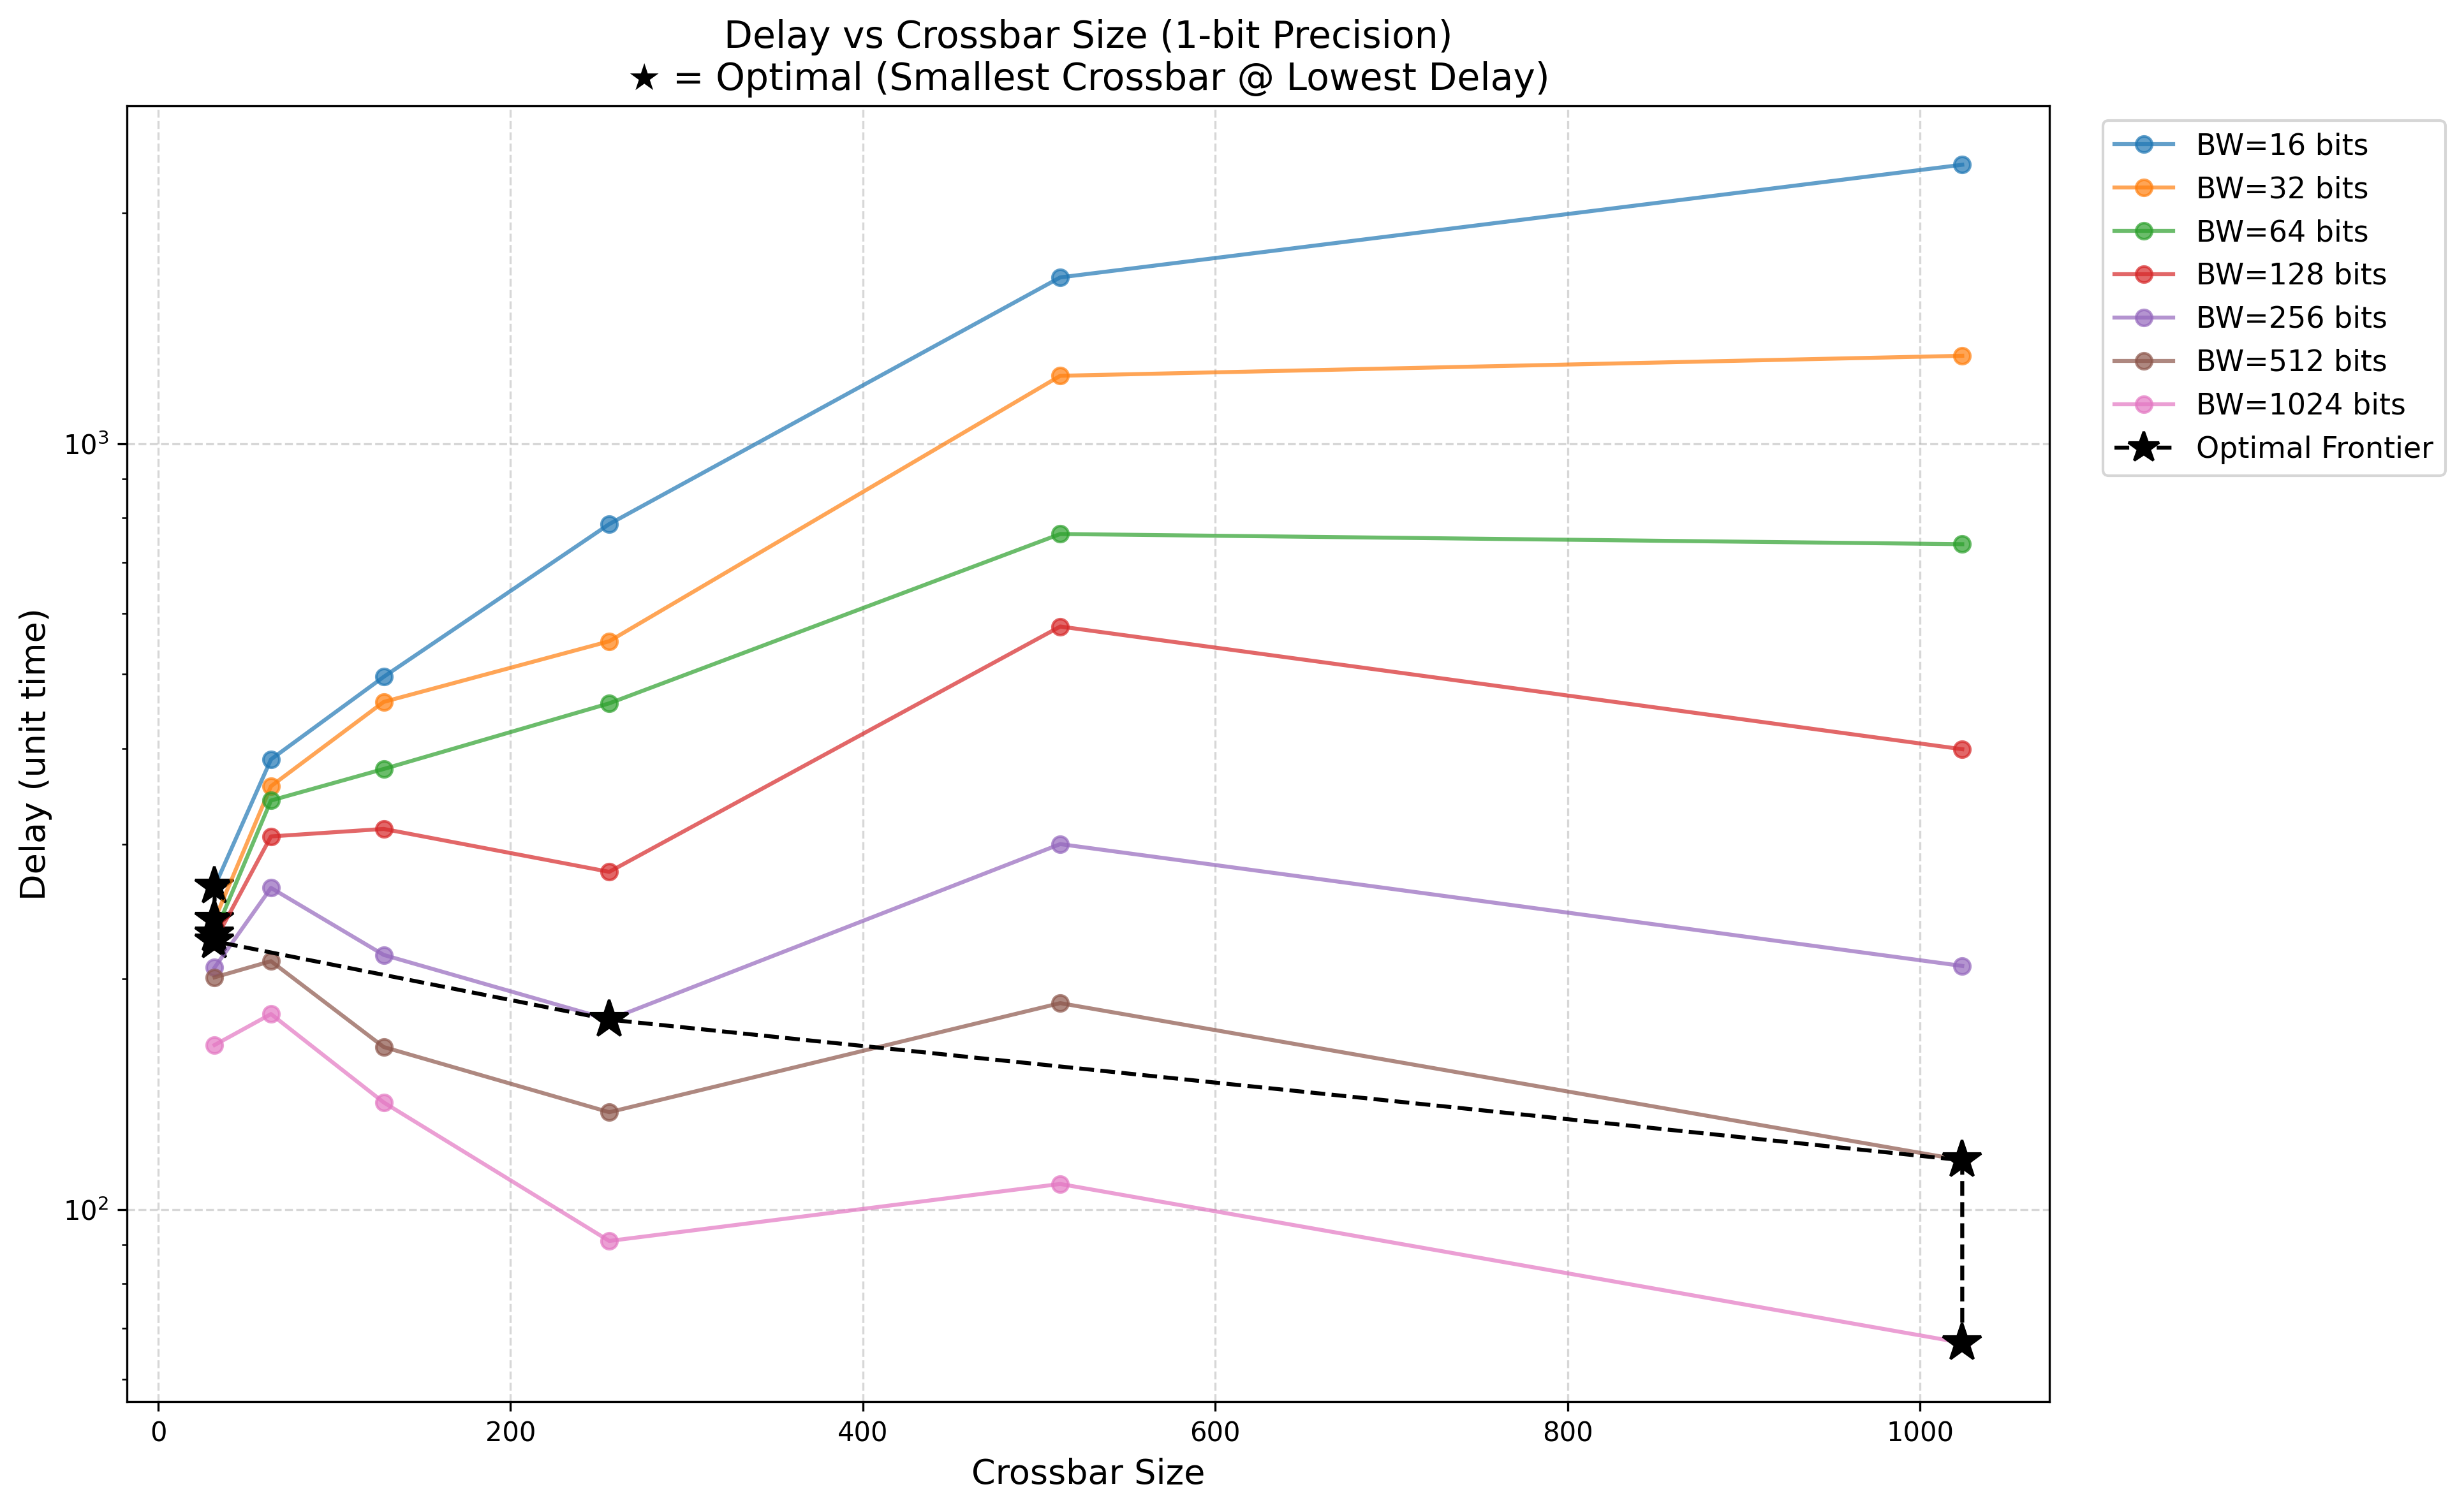 Delay vs Crossbar Size (1-bit Precision)
★ = Optimal (Smallest Crossbar @ Lowest Delay)
BW=16 bits
BW=32 bits
BW=64 bits
BW=128 bits
BW=256 bits
BW=512 bits
BW=1024 bits
Optimal Frontier
Delay (unit time)
10³
10²
0 200 400 600 800 1000
Crossbar Size